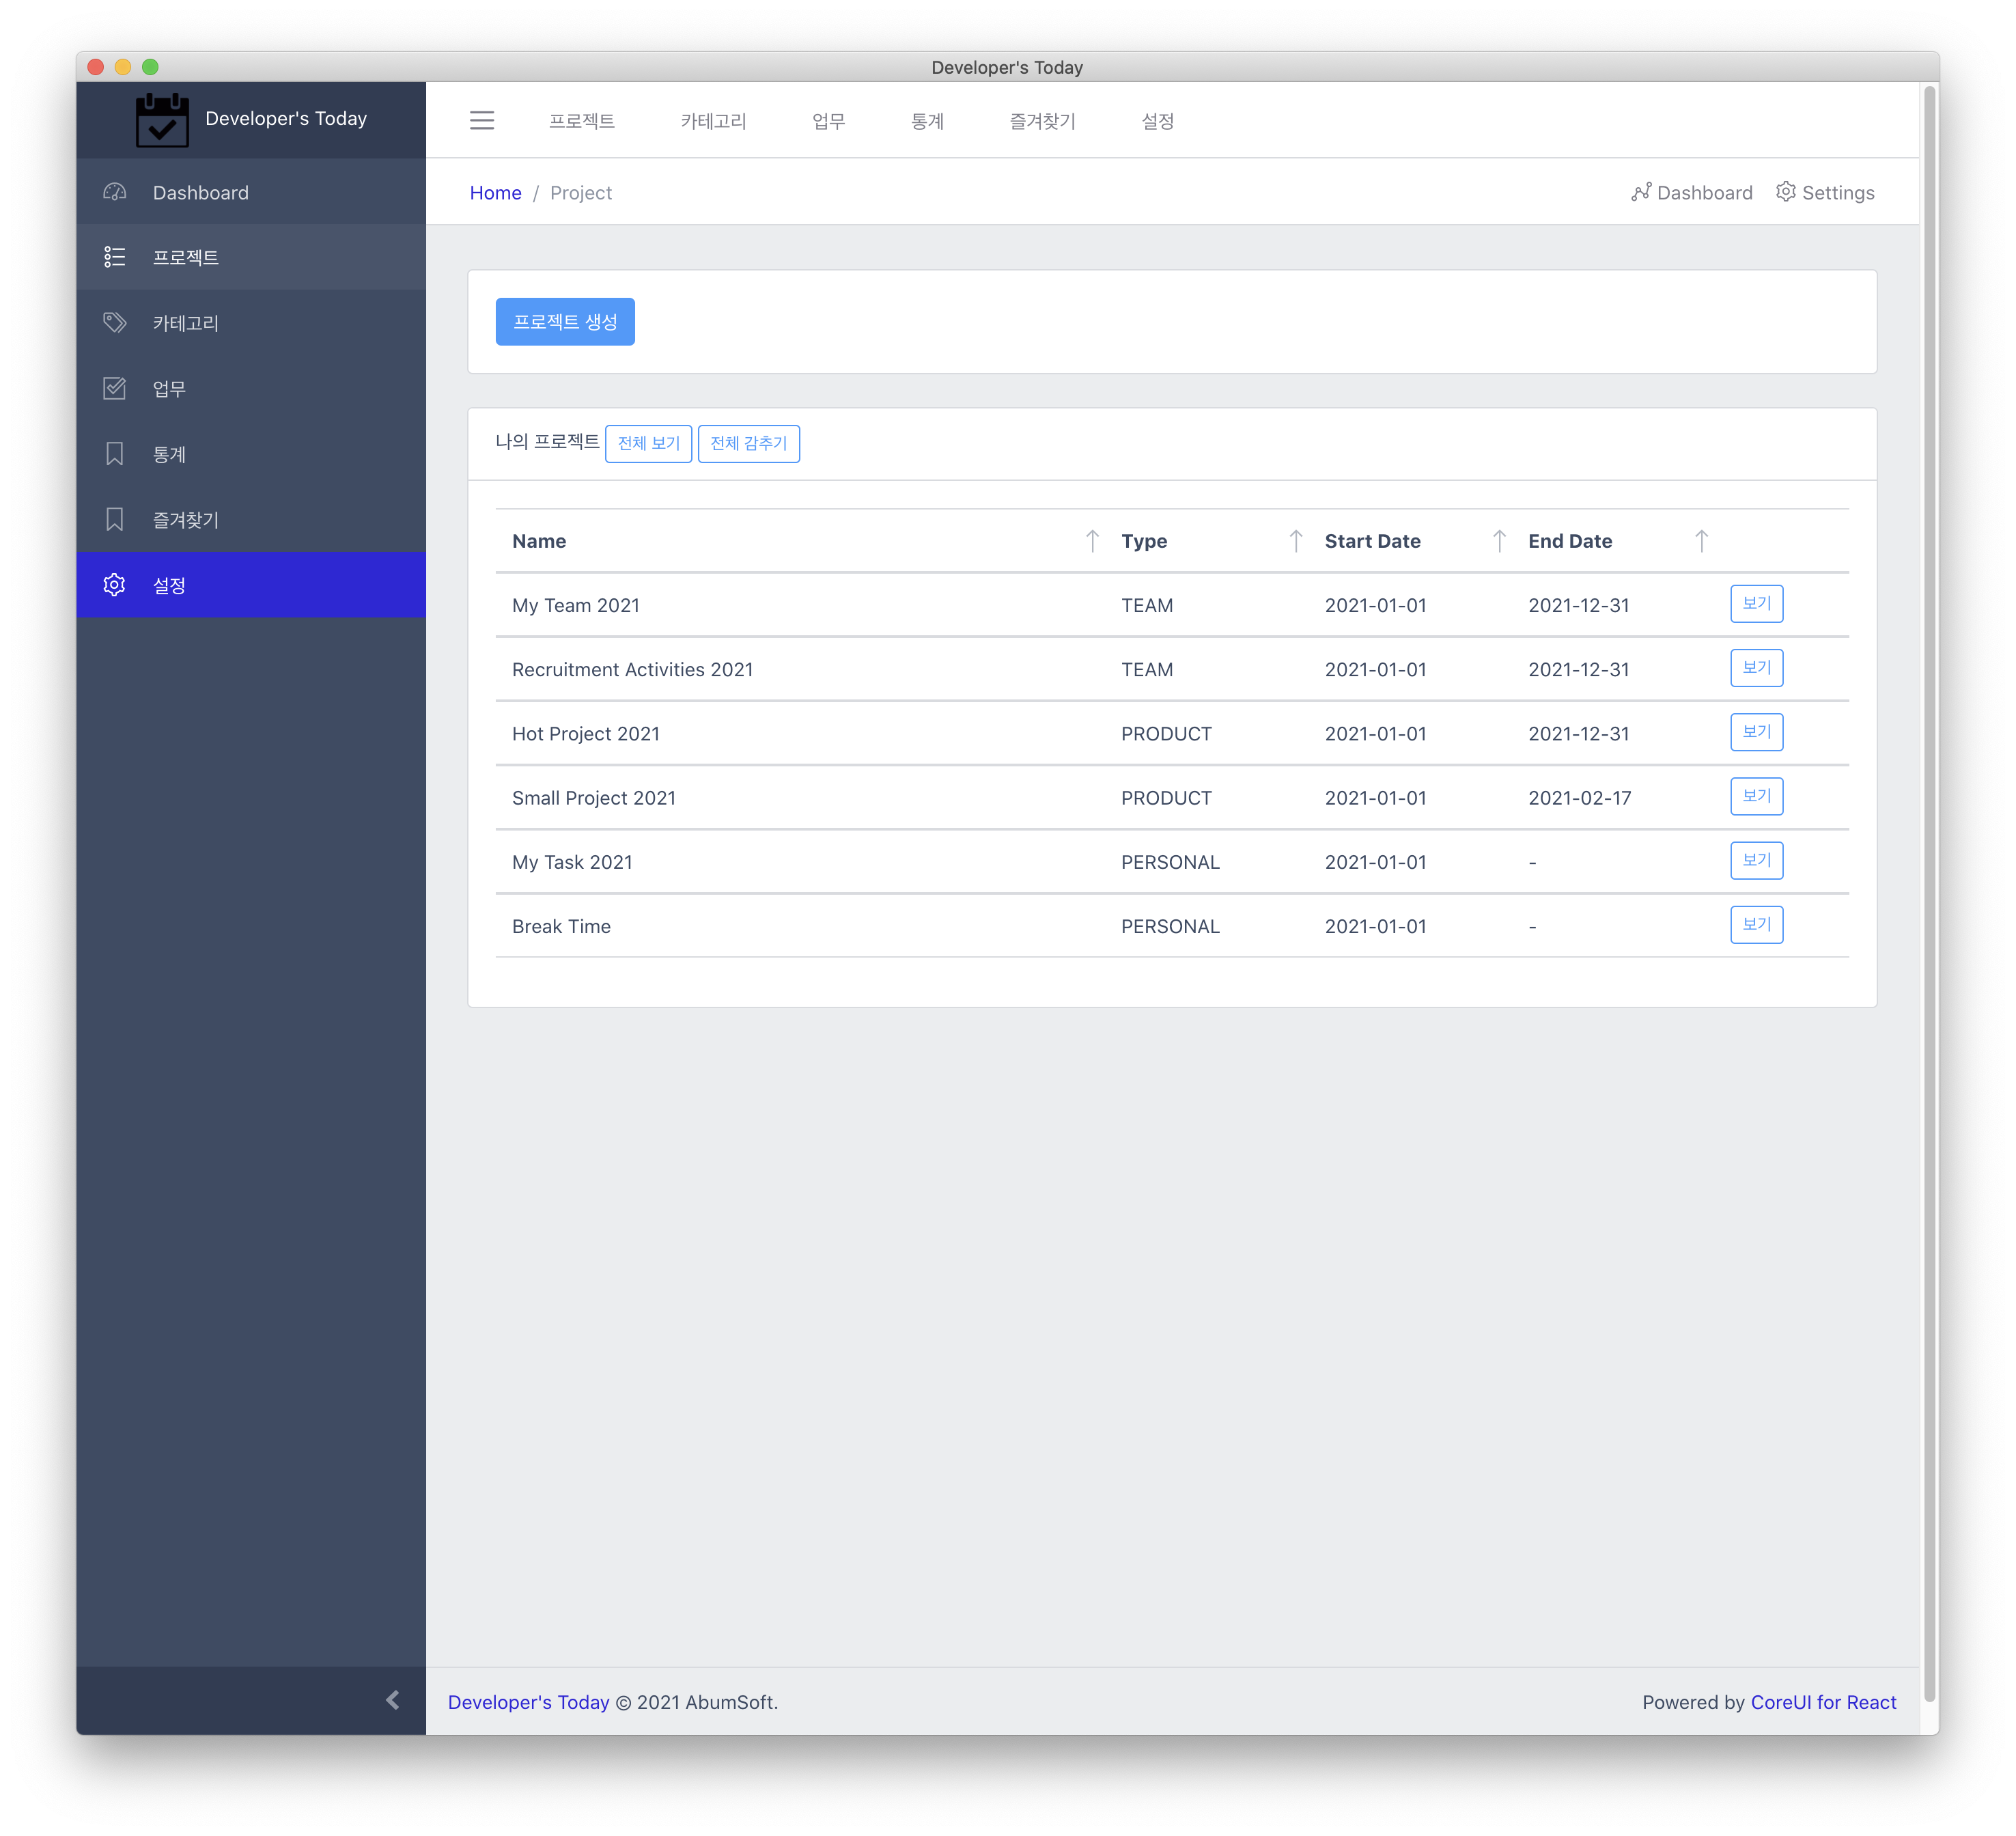 Developer's Today
Developer's Today
프로젝트 카테고리 업무 통계 즐겨찾기 설정
Dashboard
프로젝트
카테고리
업무
통계
즐겨찾기
설정
Home / Project
Dashboard Settings
프로젝트 생성
나의 프로젝트 전체 보기 전체 감추기
Name Type Start Date End Date
My Team 2021 TEAM 2021-01-01 2021-12-31 보기
Recruitment Activities 2021 TEAM 2021-01-01 2021-12-31 보기
Hot Project 2021 PRODUCT 2021-01-01 2021-12-31 보기
Small Project 2021 PRODUCT 2021-01-01 2021-02-17 보기
My Task 2021 PERSONAL 2021-01-01 - 보기
Break Time PERSONAL 2021-01-01 - 보기
Developer's Today © 2021 AbumSoft.
Powered by CoreUI for React